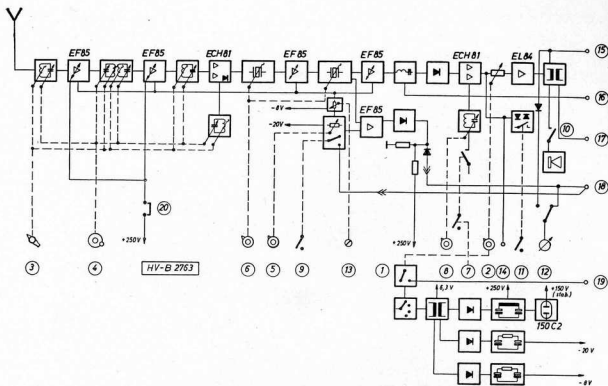 EF85 EF85 ECH81 EF85 EF85 ECH81 EL84
15
16
-8V
-20V EF85
10
17
18
20
+250V +250V
3 4 HV-B 2763 6 5 9 13 1 8 7 2 14 11 12 19
6,3 V +250V +150V
(stab.)
150C2
-20V
-8V